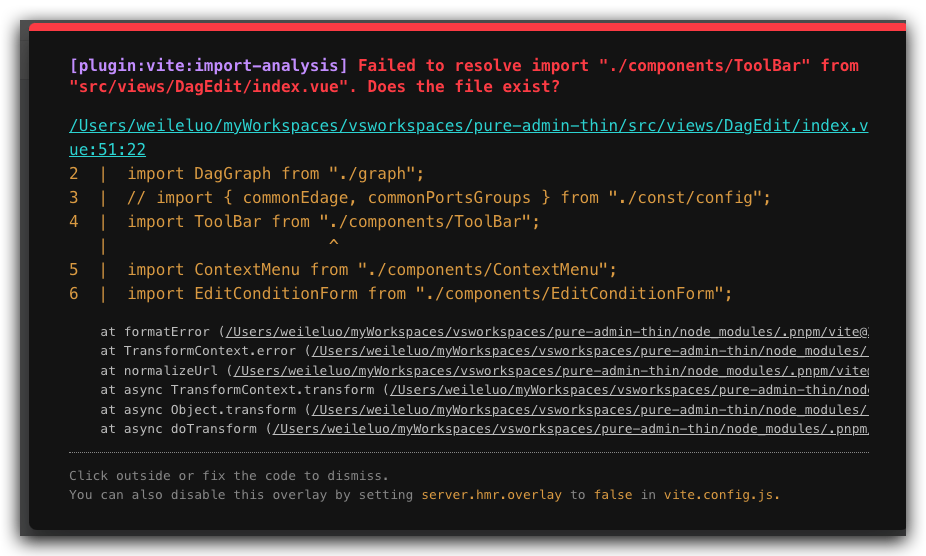 [plugin:vite:import-analysis] Failed to resolve import "./components/ToolBar" from
"src/views/DagEdit/index.vue". Does the file exist?
/Users/weileluo/myWorkspaces/vsworkspaces/pure-admin-thin/src/views/DagEdit/index.v
ue:51:22
2  |  import DagGraph from "./graph";
3  |  // import { commonEdage, commonPortsGroups } from "./const/config";
4  |  import ToolBar from "./components/ToolBar";
   |                       ^
5  |  import ContextMenu from "./components/ContextMenu";
6  |  import EditConditionForm from "./components/EditConditionForm";
at formatError (/Users/weileluo/myWorkspaces/vsworkspaces/pure-admin-thin/node_modules/.pnpm/vite@
at TransformContext.error (/Users/weileluo/myWorkspaces/vsworkspaces/pure-admin-thin/node_modules/.
at normalizeUrl (/Users/weileluo/myWorkspaces/vsworkspaces/pure-admin-thin/node_modules/.pnpm/vite@
at async TransformContext.transform (/Users/weileluo/myWorkspaces/vsworkspaces/pure-admin-thin/node
at async Object.transform (/Users/weileluo/myWorkspaces/vsworkspaces/pure-admin-thin/node_modules/.
at async doTransform (/Users/weileluo/myWorkspaces/vsworkspaces/pure-admin-thin/node_modules/.pnpm/
Click outside or fix the code to dismiss.
You can also disable this overlay by setting server.hmr.overlay to false in vite.config.js.